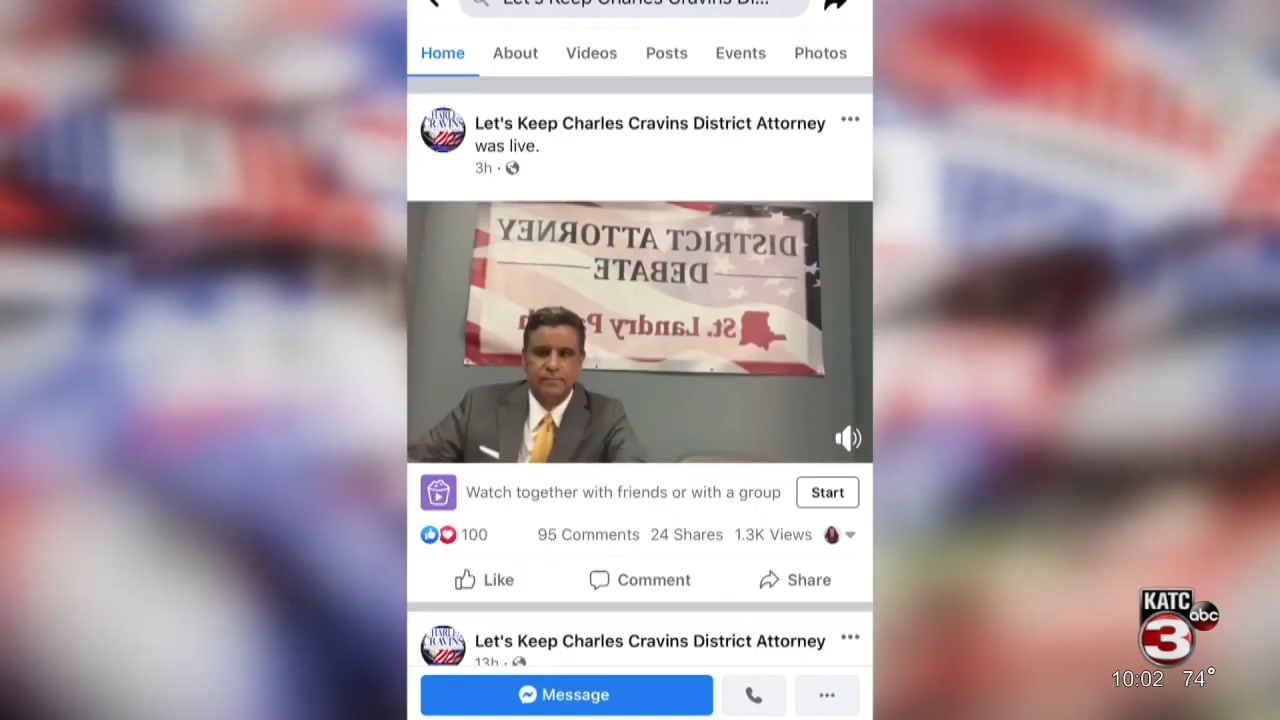 Let's Keep Charles Cravins Di...
Home About Videos Posts Events Photos
Let's Keep Charles Cravins District Attorney
was live.
3h
DISTRICT ATTORNEY
DEBATE
St. Landry
Watch together with friends or with a group
Start
100
95 Comments 24 Shares 1.3K Views
Like Comment Share
Let's Keep Charles Cravins District Attorney
13h
Message
KATC
abc
3
10:02 74°